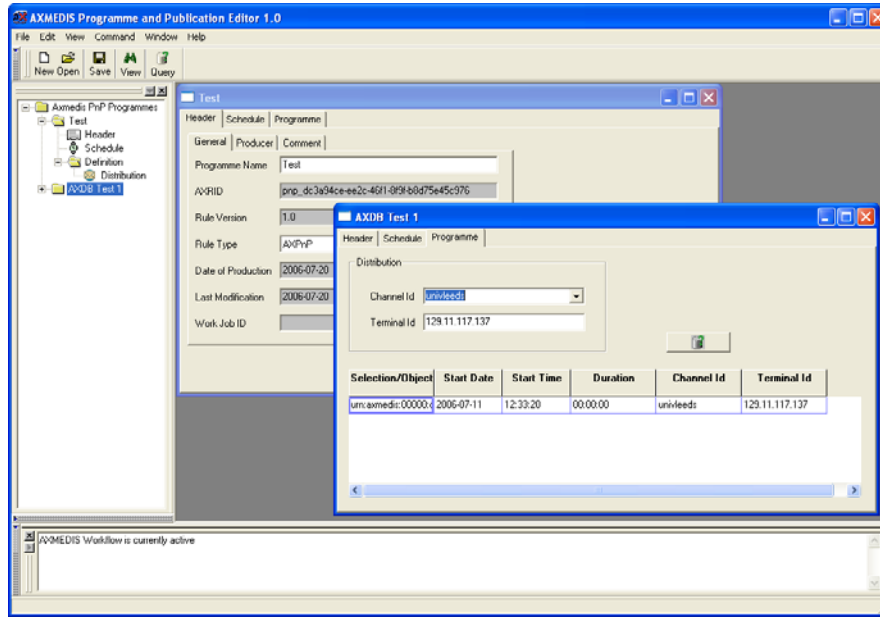 AXMEDIS Programme and Publication Editor 1.0
File Edit View Command Window Help
New Open Save View Query
Axmedis PnP Programmes
Test
Header
Schedule
Definition
Distribution
AXDB Test 1
Test
Header Schedule Programme
General Producer Comment
Programme Name Test
AXRID pnp_dc3a94ce-ee2c-46f1-8f9f-b8d75e45c976
Rule Version 1.0
Rule Type AXPnP
Date of Production 2006-07-20
Last Modification 2006-07-20
Work Job ID
AXDB Test 1
Header Schedule Programme
Distribution
Channel Id univleeds
Terminal Id 129.11.117.137
Selection/Object Start Date Start Time Duration Channel Id Terminal Id
urn:axmedis:00000: 2006-07-11 12:33:20 00:00:00 univleeds 129.11.117.137
AXMEDIS Workflow is currently active